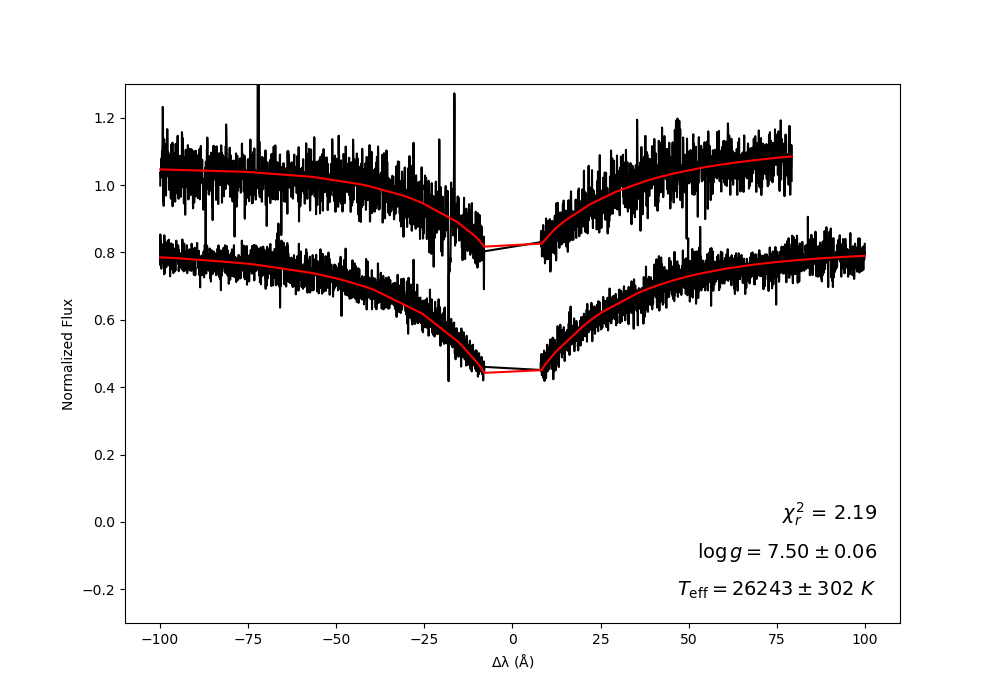 1.2
1.0
0.8
0.6
0.4
0.2
0.0
−0.2
Normalized Flux
χ²ᵣ = 2.19
log g = 7.50 ± 0.06
T_eff = 26243 ± 302 K
−100 −75 −50 −25 0 25 50 75 100
Δλ (Å)